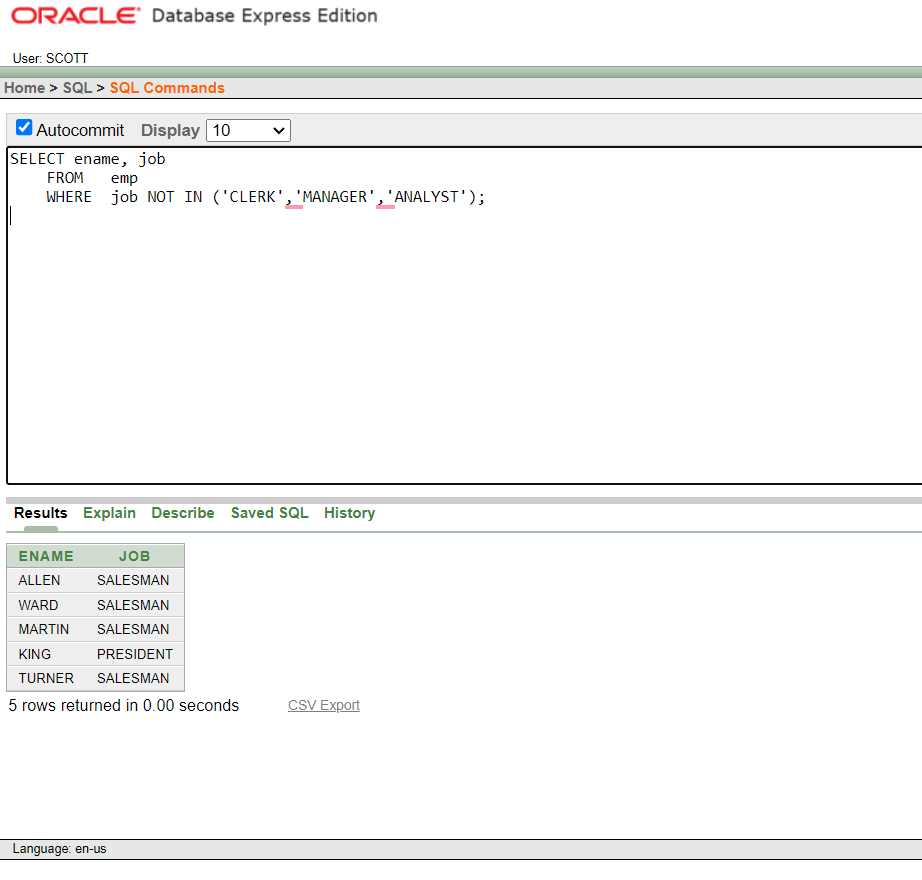 ORACLE Database Express Edition
User: SCOTT
Home > SQL > SQL Commands
Autocommit Display 10
SELECT ename, job
FROM emp
WHERE job NOT IN ('CLERK','MANAGER','ANALYST');
Results Explain Describe Saved SQL History
ENAME JOB
ALLEN SALESMAN
WARD SALESMAN
MARTIN SALESMAN
KING PRESIDENT
TURNER SALESMAN
5 rows returned in 0.00 seconds CSV Export
Language: en-us